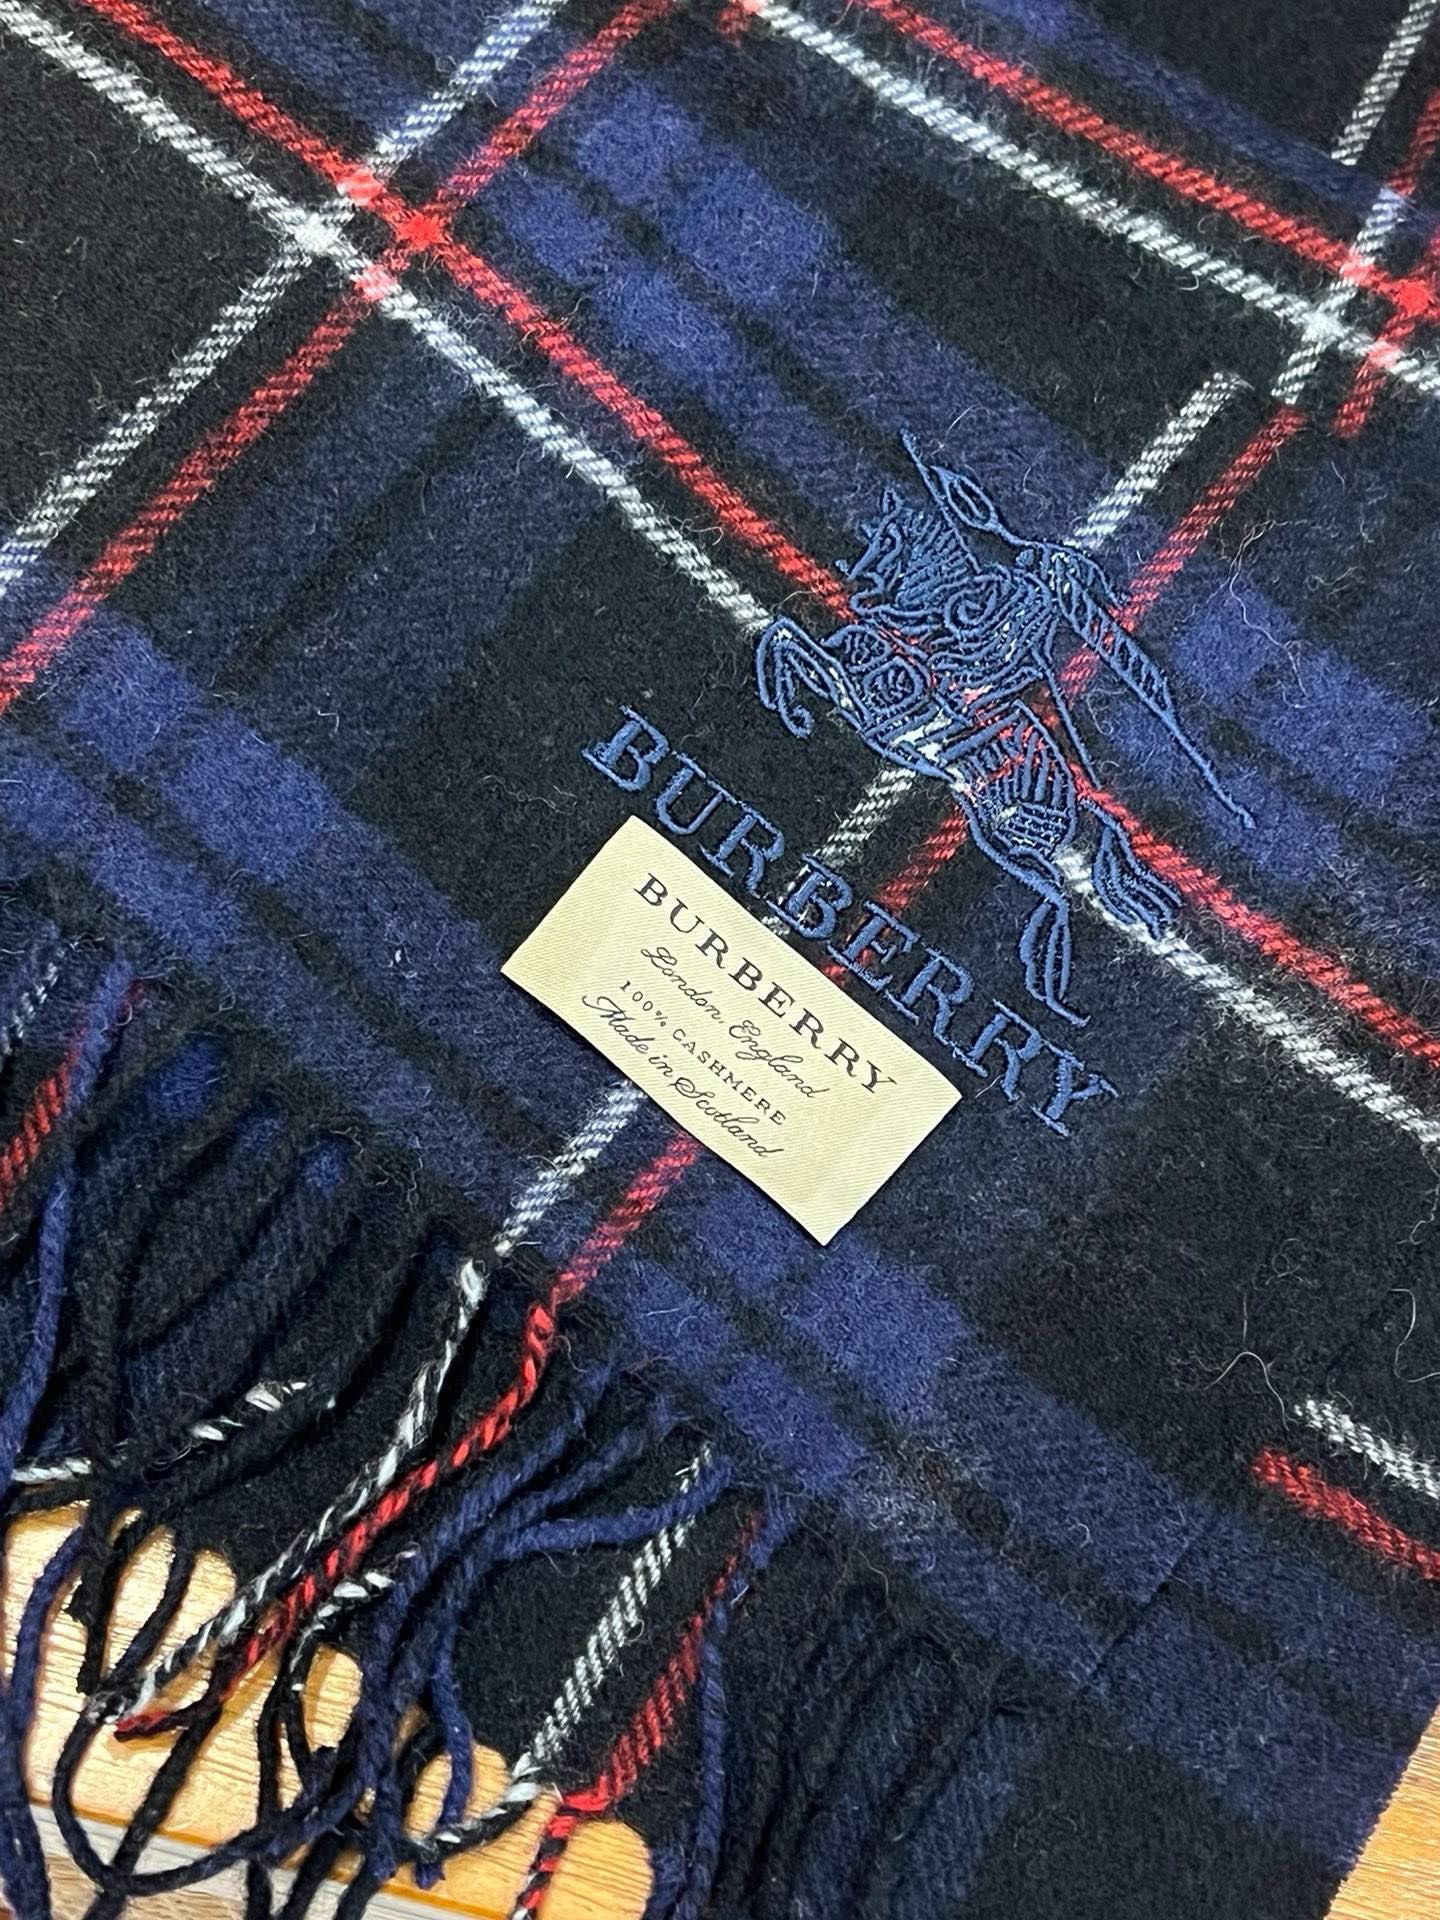 BURBERRY
BURBERRY
London, England
100% CASHMERE
Made in Scotland